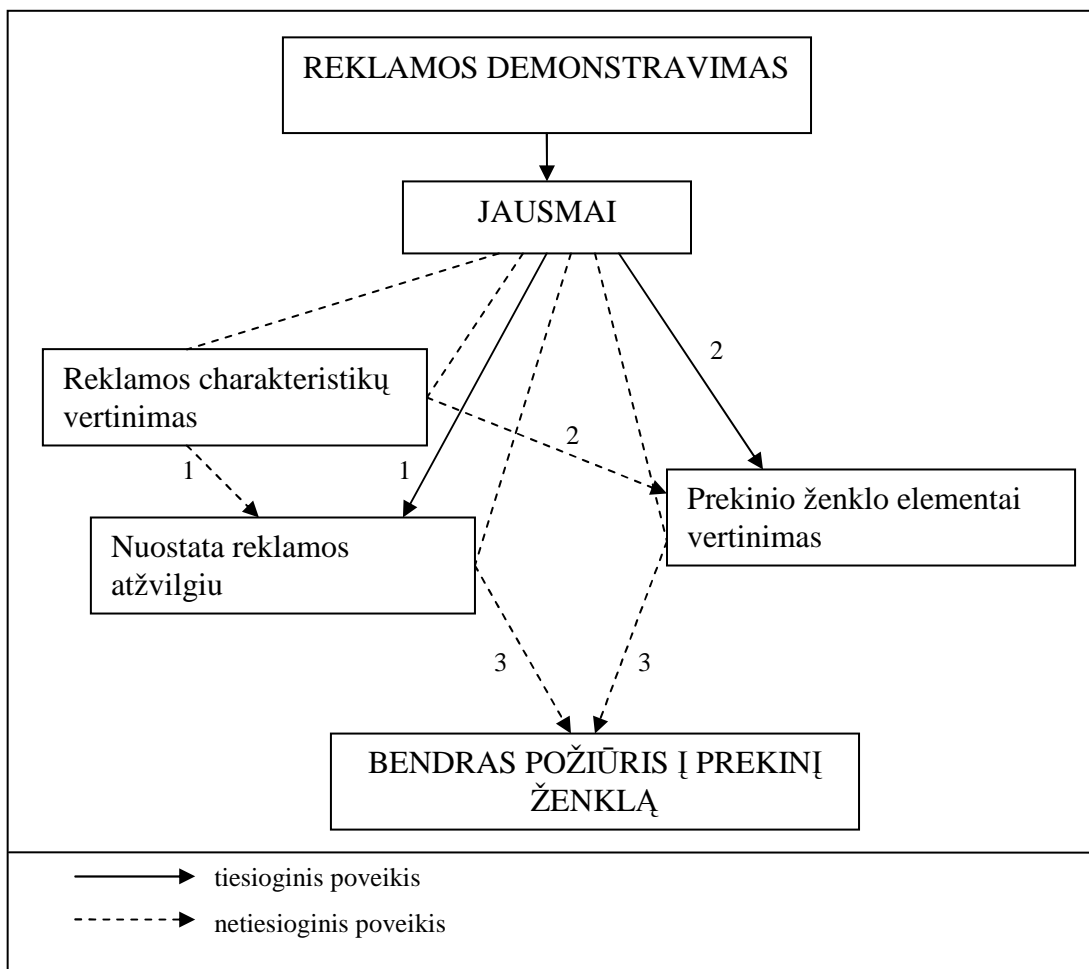 REKLAMOS DEMONSTRAVIMAS
JAUSMAI
2
Reklamos charakteristikų
vertinimas
2
1
1
Prekinio ženklo elementai
vertinimas
Nuostata reklamos
atžvilgiu
3
3
BENDRAS POŽIŪRIS Į PREKINĮ
ŽENKLĄ
tiesioginis poveikis
netiesioginis poveikis